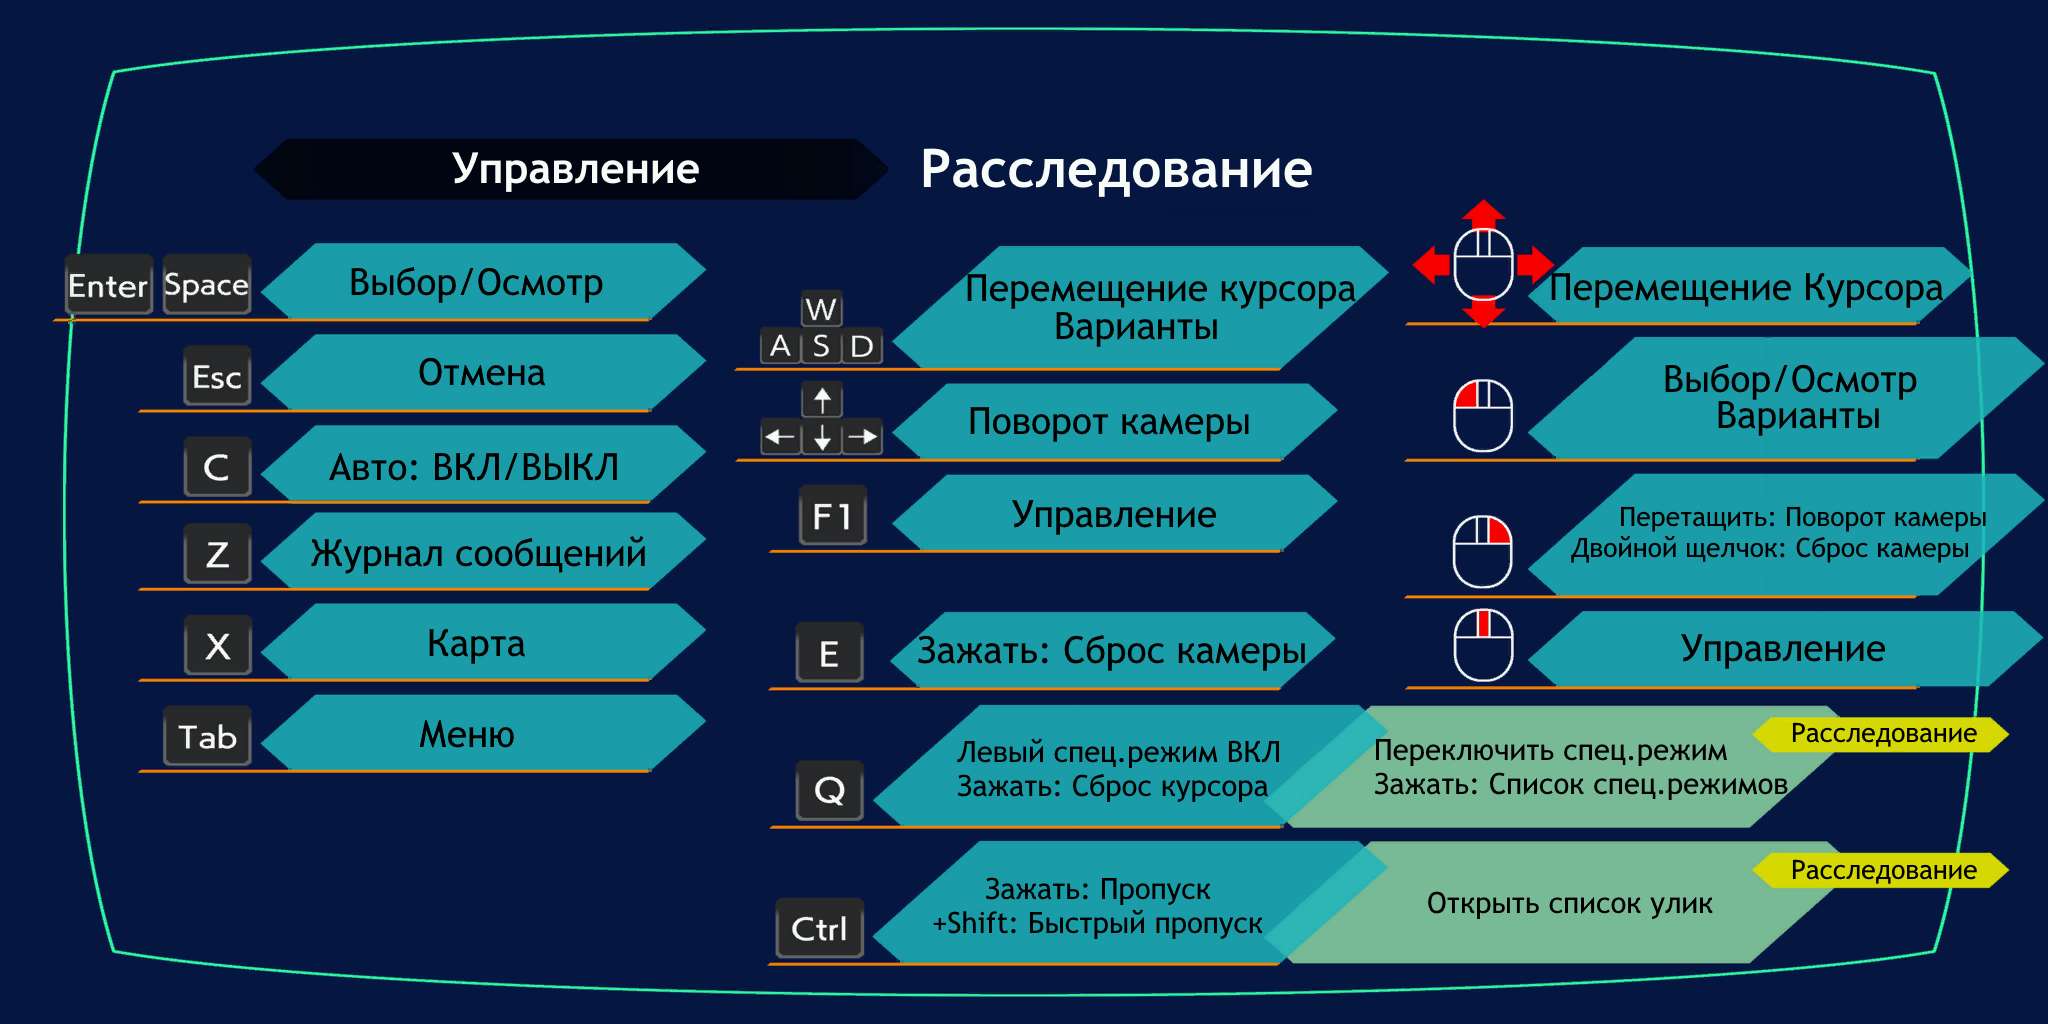 Управление
Расследование
Enter
Space
Выбор/Осмотр
Esc
Отмена
C
Авто: ВКЛ/ВЫКЛ
Z
Журнал сообщений
X
Карта
Tab
Меню
W
A S D
Перемещение курсора
Варианты
↑
← ↓ →
Поворот камеры
F1
Управление
E
Зажать: Сброс камеры
Q
Левый спец.режим ВКЛ
Зажать: Сброс курсора
Переключить спец.режим
Зажать: Список спец.режимов
Расследование
Ctrl
Зажать: Пропуск
+Shift: Быстрый пропуск
Открыть список улик
Расследование
Перемещение Курсора
Выбор/Осмотр
Варианты
Перетащить: Поворот камеры
Двойной щелчок: Сброс камеры
Управление